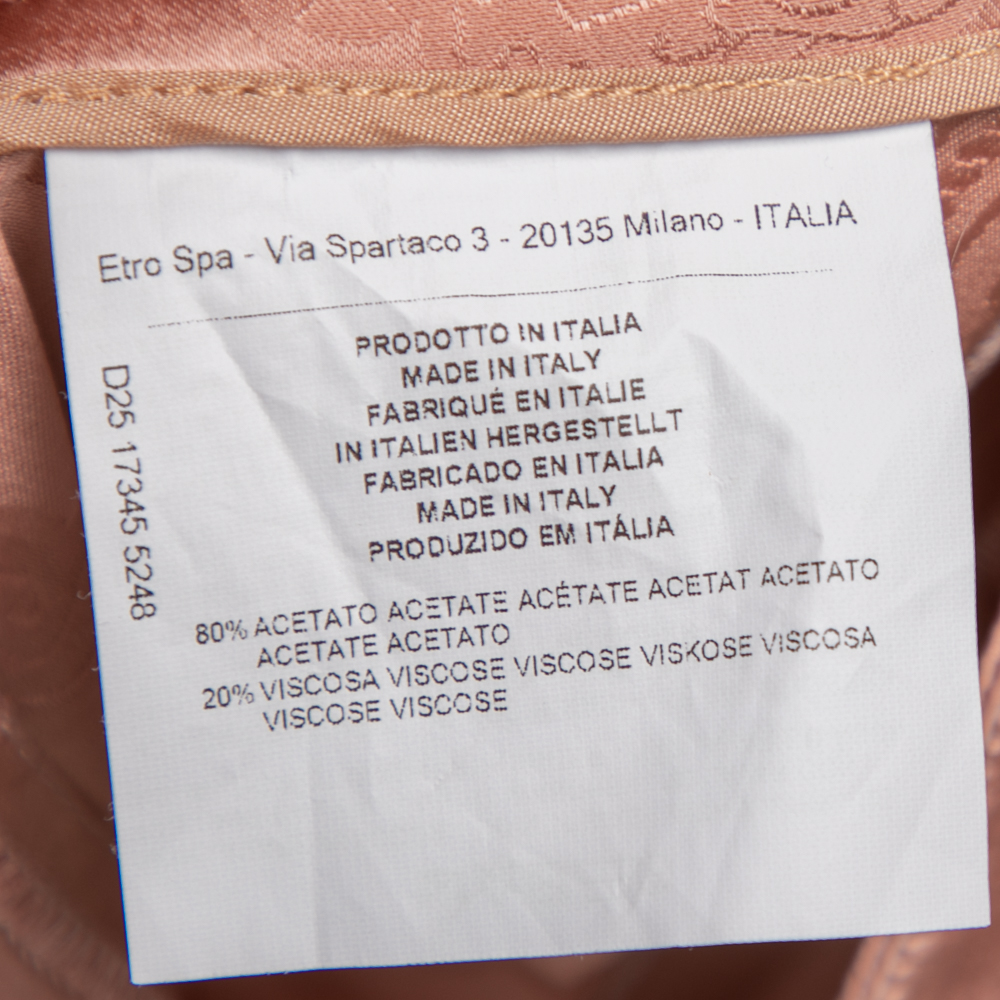 Etro Spa - Via Spartaco 3 - 20135 Milano - ITALIA
PRODOTTO IN ITALIA
MADE IN ITALY
FABRIQUÉ EN ITALIE
IN ITALIEN HERGESTELLT
FABRICADO EN ITALIA
MADE IN ITALY
PRODUZIDO EM ITÁLIA
D25 17345 5248
80% ACETATO ACETATE ACÉTATE ACETAT ACETATO
ACETATE ACETATO
20% VISCOSA VISCOSE VISCOSE VISKOSE VISCOSA
VISCOSE VISCOSE